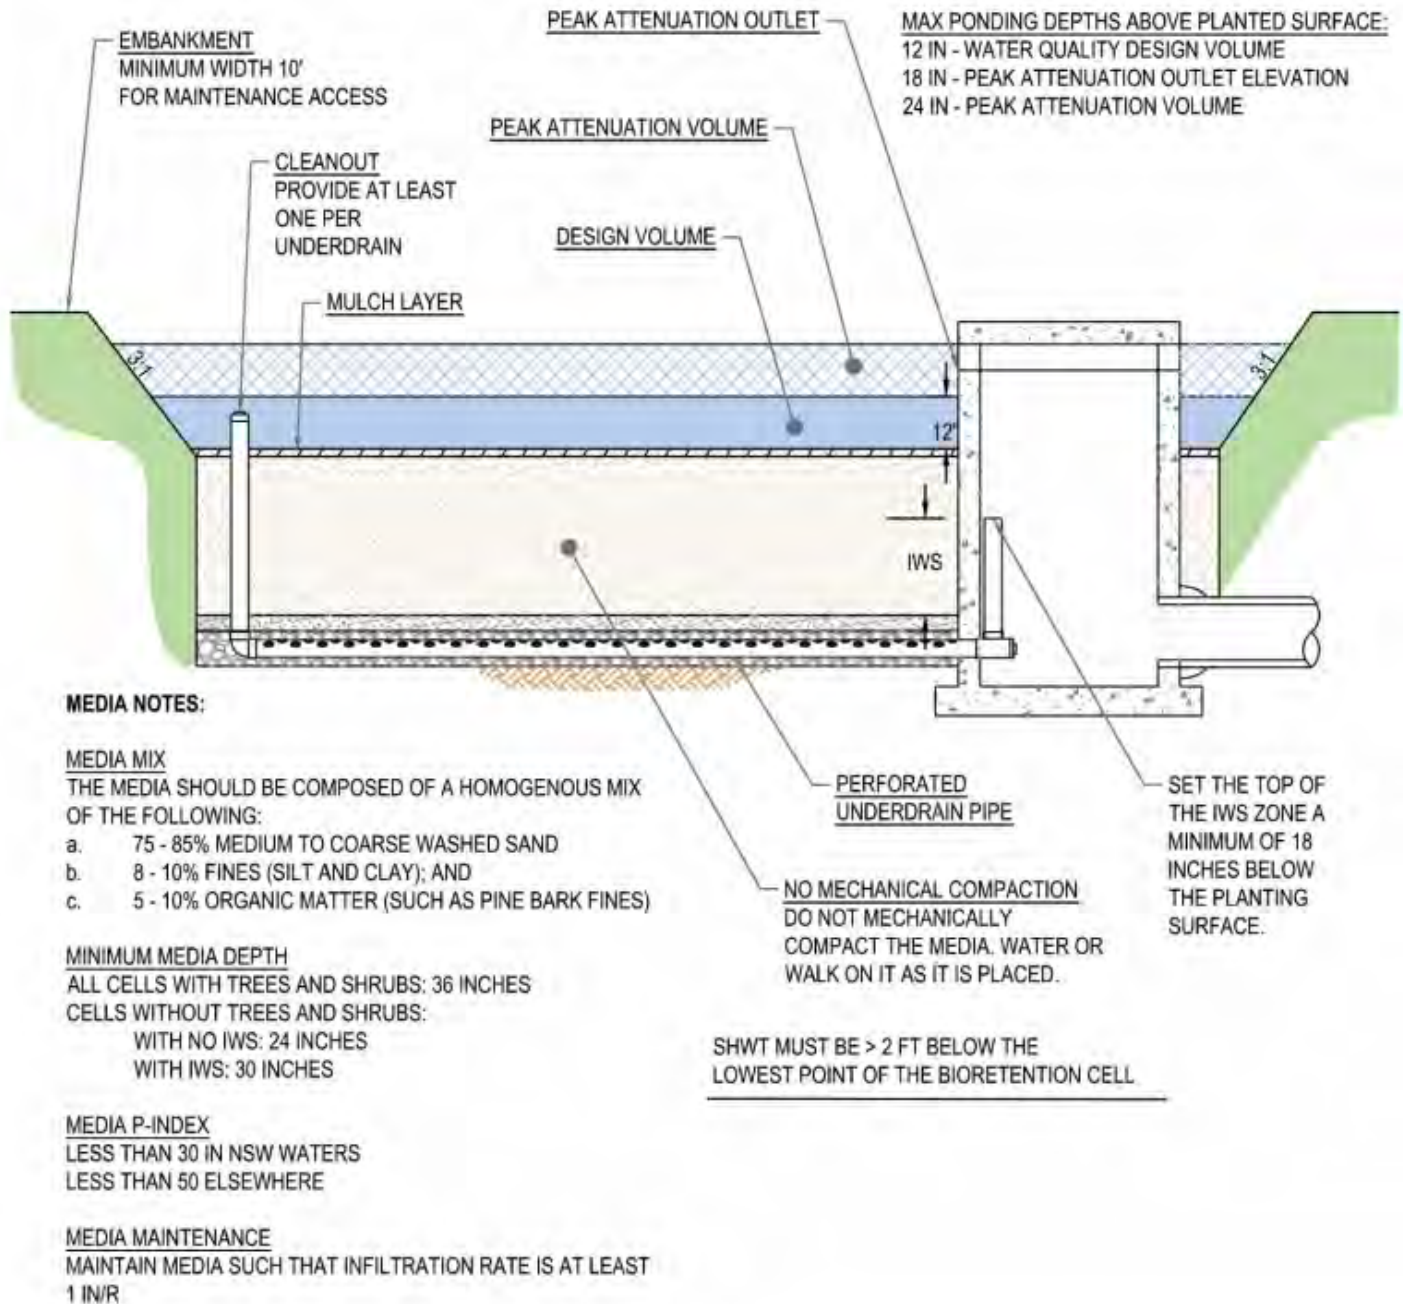 EMBANKMENT
MINIMUM WIDTH 10'
FOR MAINTENANCE ACCESS
PEAK ATTENUATION OUTLET
MAX PONDING DEPTHS ABOVE PLANTED SURFACE:
12 IN - WATER QUALITY DESIGN VOLUME
18 IN - PEAK ATTENUATION OUTLET ELEVATION
24 IN - PEAK ATTENUATION VOLUME
PEAK ATTENUATION VOLUME
CLEANOUT
PROVIDE AT LEAST
ONE PER
UNDERDRAIN
DESIGN VOLUME
MULCH LAYER
3:1
3:1
12"
IWS
MEDIA NOTES:
MEDIA MIX
THE MEDIA SHOULD BE COMPOSED OF A HOMOGENOUS MIX
OF THE FOLLOWING:
a. 75 - 85% MEDIUM TO COARSE WASHED SAND
b. 8 - 10% FINES (SILT AND CLAY); AND
c. 5 - 10% ORGANIC MATTER (SUCH AS PINE BARK FINES)
MINIMUM MEDIA DEPTH
ALL CELLS WITH TREES AND SHRUBS: 36 INCHES
CELLS WITHOUT TREES AND SHRUBS:
WITH NO IWS: 24 INCHES
WITH IWS: 30 INCHES
MEDIA P-INDEX
LESS THAN 30 IN NSW WATERS
LESS THAN 50 ELSEWHERE
MEDIA MAINTENANCE
MAINTAIN MEDIA SUCH THAT INFILTRATION RATE IS AT LEAST
1 IN/R
PERFORATED
UNDERDRAIN PIPE
NO MECHANICAL COMPACTION
DO NOT MECHANICALLY
COMPACT THE MEDIA. WATER OR
WALK ON IT AS IT IS PLACED.
SET THE TOP OF
THE IWS ZONE A
MINIMUM OF 18
INCHES BELOW
THE PLANTING
SURFACE.
SHWT MUST BE > 2 FT BELOW THE
LOWEST POINT OF THE BIORETENTION CELL